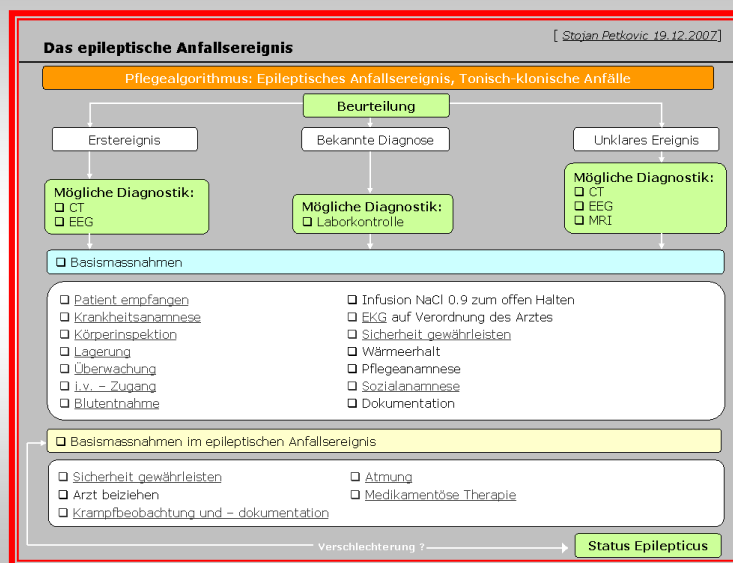 [ Stojan Petkovic 19.12.2007]
Das epileptische Anfallsereignis
Pflegealgorithmus: Epileptisches Anfallsereignis, Tonisch-klonische Anfälle
Beurteilung
Erstereignis
Bekannte Diagnose
Unklares Ereignis
Mögliche Diagnostik:
CT
EEG
Mögliche Diagnostik:
Laborkontrolle
Mögliche Diagnostik:
CT
EEG
MRI
Basismassnahmen
Patient empfangen
Krankheitsanamnese
Körperinspektion
Lagerung
Überwachung
i.v. – Zugang
Blutentnahme
Infusion NaCl 0.9 zum offen Halten
EKG auf Verordnung des Arztes
Sicherheit gewährleisten
Wärmeerhalt
Pflegeanamnese
Sozialanamnese
Dokumentation
Basismassnahmen im epileptischen Anfallsereignis
Sicherheit gewährleisten
Arzt beiziehen
Krampfbeobachtung und – dokumentation
Atmung
Medikamentöse Therapie
Verschlechterung ?
Status Epilepticus